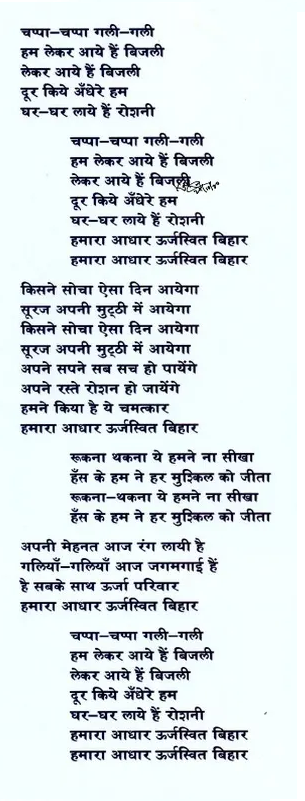 चप्पा–चप्पा गली–गली
हम लेकर आये हैं बिजली
लेकर आये हैं बिजली
दूर किये अँधेरे हम
घर–घर लाये हैं रोशनी
चप्पा–चप्पा गली–गली
हम लेकर आये हैं बिजली
लेकर आये हैं बिजली
दूर किये अँधेरे हम
घर–घर लाये हैं रोशनी
हमारा आधार ऊर्जस्वित बिहार
हमारा आधार ऊर्जस्वित बिहार
किसने सोचा ऐसा दिन आयेगा
सूरज अपनी मुट्ठी में आयेगा
किसने सोचा ऐसा दिन आयेगा
सूरज अपनी मुट्ठी में आयेगा
अपने सपने सब सच हो पायेंगे
अपने रस्ते रोशन हो जायेंगे
हमने किया है ये चमत्कार
हमारा आधार ऊर्जस्वित बिहार
रूकना थकना ये हमने ना सीखा
हँस के हम ने हर मुश्किल को जीता
रूकना–थकना ये हमने ना सीखा
हँस के हम ने हर मुश्किल को जीता
अपनी मेहनत आज रंग लायी है
गलियाँ–गलियाँ आज जगमगाई हैं
है सबके साथ ऊर्जा परिवार
हमारा आधार ऊर्जस्वित बिहार
चप्पा–चप्पा गली–गली
हम लेकर आये हैं बिजली
लेकर आये हैं बिजली
दूर किये अँधेरे हम
घर–घर लाये हैं रोशनी
हमारा आधार ऊर्जस्वित बिहार
हमारा आधार ऊर्जस्वित बिहार